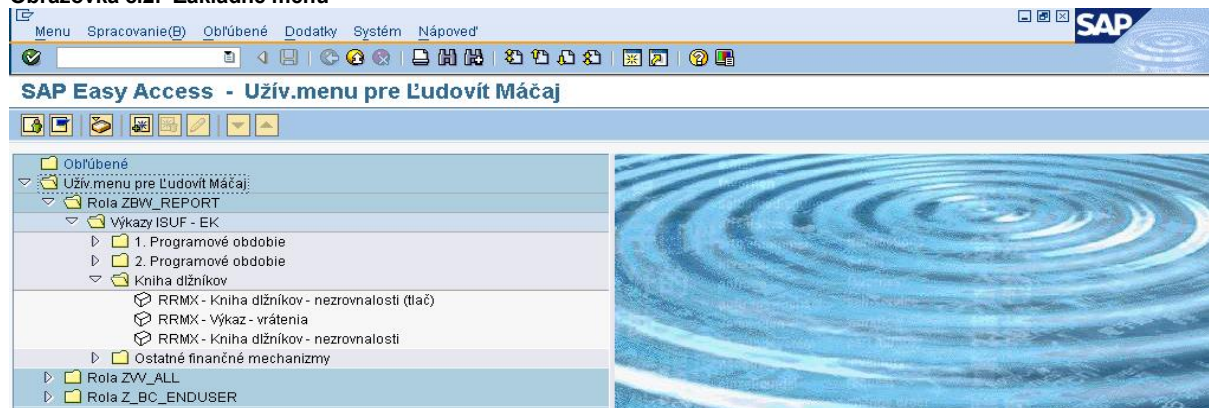 Obrazovka č.2: Základné menu
Menu Spracovanie(B) Obľúbené Dodatky Systém Nápoveď
SAP
SAP Easy Access - Užív.menu pre Ľudovít Máčaj
Obľúbené
Užív.menu pre Ľudovít Máčaj
Rola ZBW_REPORT
Výkazy ISUF - EK
1. Programové obdobie
2. Programové obdobie
Kniha dlžníkov
RRMX - Kniha dlžníkov - nezrovnalosti (tlač)
RRMX - Výkaz - vrátenia
RRMX - Kniha dlžníkov - nezrovnalosti
Ostatné finančné mechanizmy
Rola ZVV_ALL
Rola Z_BC_ENDUSER